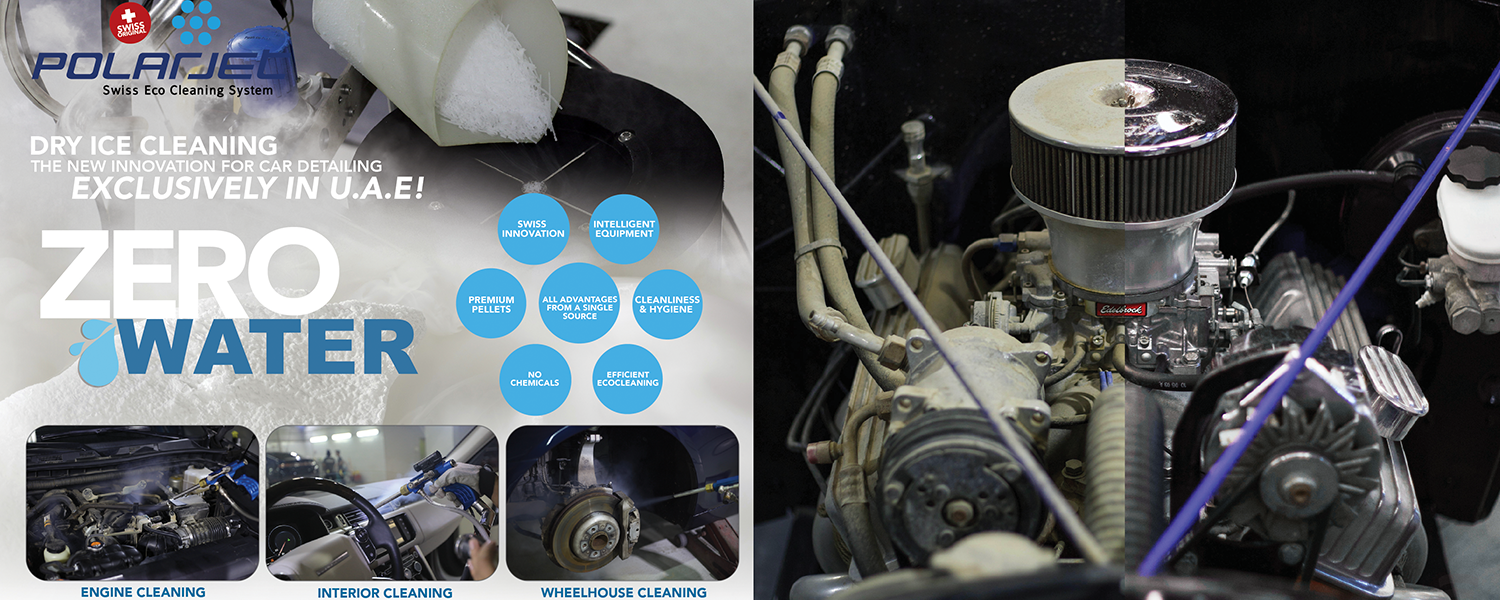 SWISS
ORIGINAL
POLARJET
Swiss Eco Cleaning System
DRY ICE CLEANING
THE NEW INNOVATION FOR CAR DETAILING
EXCLUSIVELY IN U.A.E!
ZERO
WATER
SWISS
INNOVATION
INTELLIGENT
EQUIPMENT
PREMIUM
PELLETS
ALL ADVANTAGES
FROM A SINGLE
SOURCE
CLEANLINESS
& HYGIENE
NO
CHEMICALS
EFFICIENT
ECOCLEANING
ENGINE CLEANING
INTERIOR CLEANING
WHEELHOUSE CLEANING
Edelbrock